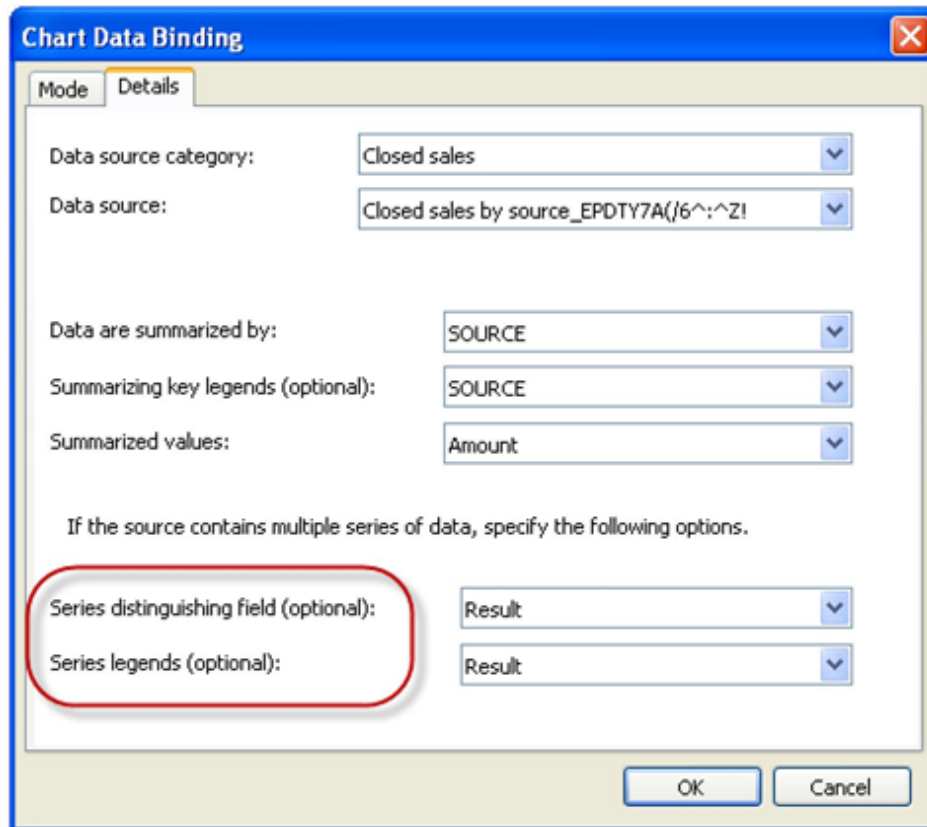 Chart Data Binding
Mode Details
Data source category: Closed sales
Data source: Closed sales by source_EPDTY7A(/6^:^Z!
Data are summarized by: SOURCE
Summarizing key legends (optional): SOURCE
Summarized values: Amount
If the source contains multiple series of data, specify the following options.
Series distinguishing field (optional): Result
Series legends (optional): Result
OK Cancel